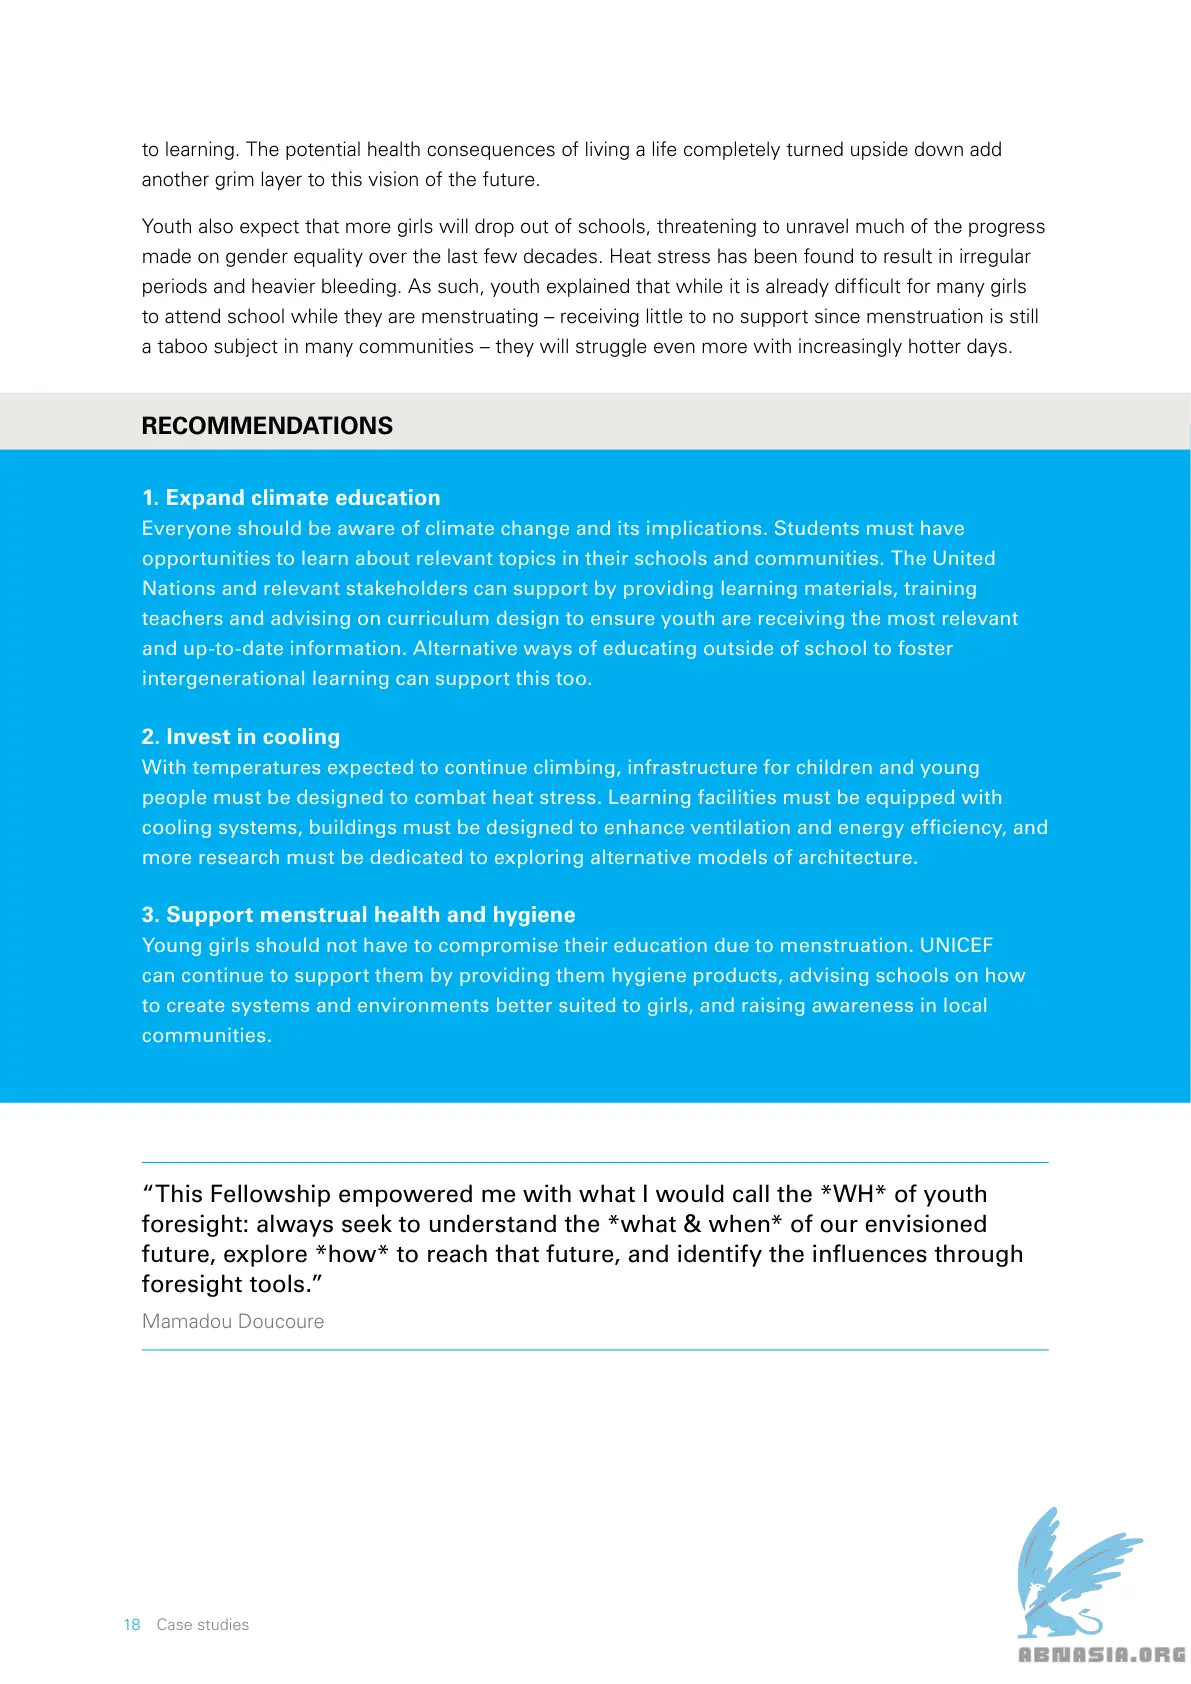 to learning. The potential health consequences of living a life completely turned upside down add
another grim layer to this vision of the future.
Youth also expect that more girls will drop out of schools, threatening to unravel much of the progress
made on gender equality over the last few decades. Heat stress has been found to result in irregular
periods and heavier bleeding. As such, youth explained that while it is already difficult for many girls
to attend school while they are menstruating – receiving little to no support since menstruation is still
a taboo subject in many communities – they will struggle even more with increasingly hotter days.
RECOMMENDATIONS
1. Expand climate education
Everyone should be aware of climate change and its implications. Students must have
opportunities to learn about relevant topics in their schools and communities. The United
Nations and relevant stakeholders can support by providing learning materials, training
teachers and advising on curriculum design to ensure youth are receiving the most relevant
and up-to-date information. Alternative ways of educating outside of school to foster
intergenerational learning can support this too.
2. Invest in cooling
With temperatures expected to continue climbing, infrastructure for children and young
people must be designed to combat heat stress. Learning facilities must be equipped with
cooling systems, buildings must be designed to enhance ventilation and energy efficiency, and
more research must be dedicated to exploring alternative models of architecture.
3. Support menstrual health and hygiene
Young girls should not have to compromise their education due to menstruation. UNICEF
can continue to support them by providing them hygiene products, advising schools on how
to create systems and environments better suited to girls, and raising awareness in local
communities.
“This Fellowship empowered me with what I would call the *WH* of youth
foresight: always seek to understand the *what & when* of our envisioned
future, explore *how* to reach that future, and identify the influences through
foresight tools.”
Mamadou Doucoure
18 Case studies
ABNASIA.ORG